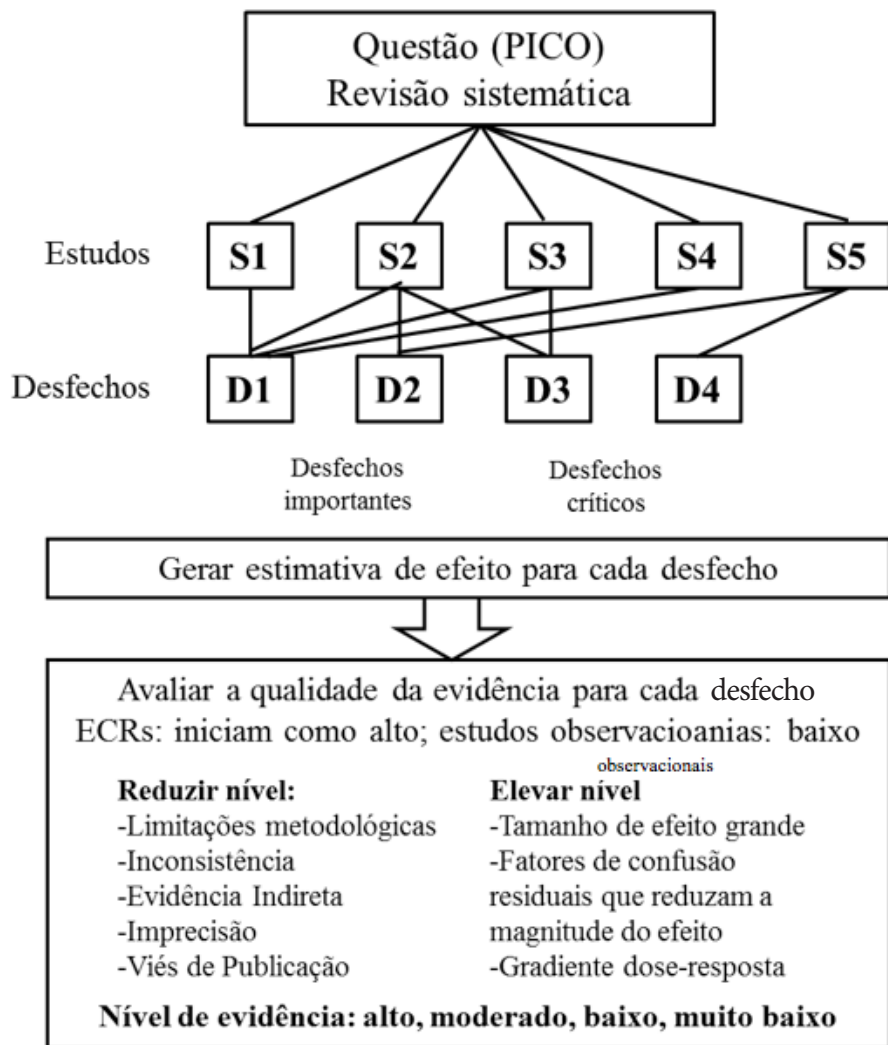 Questão (PICO)
Revisão sistemática
Estudos S1 S2 S3 S4 S5
Desfechos D1 D2 D3 D4
Desfechos
importantes
Desfechos
críticos
Gerar estimativa de efeito para cada desfecho
Avaliar a qualidade da evidência para cada desfecho
ECRs: iniciam como alto; estudos observacioanias: baixo
observacionais
Reduzir nível:
-Limitações metodológicas
-Inconsistência
-Evidência Indireta
-Imprecisão
-Viés de Publicação
Elevar nível
-Tamanho de efeito grande
-Fatores de confusão
residuais que reduzam a
magnitude do efeito
-Gradiente dose-resposta
Nível de evidência: alto, moderado, baixo, muito baixo